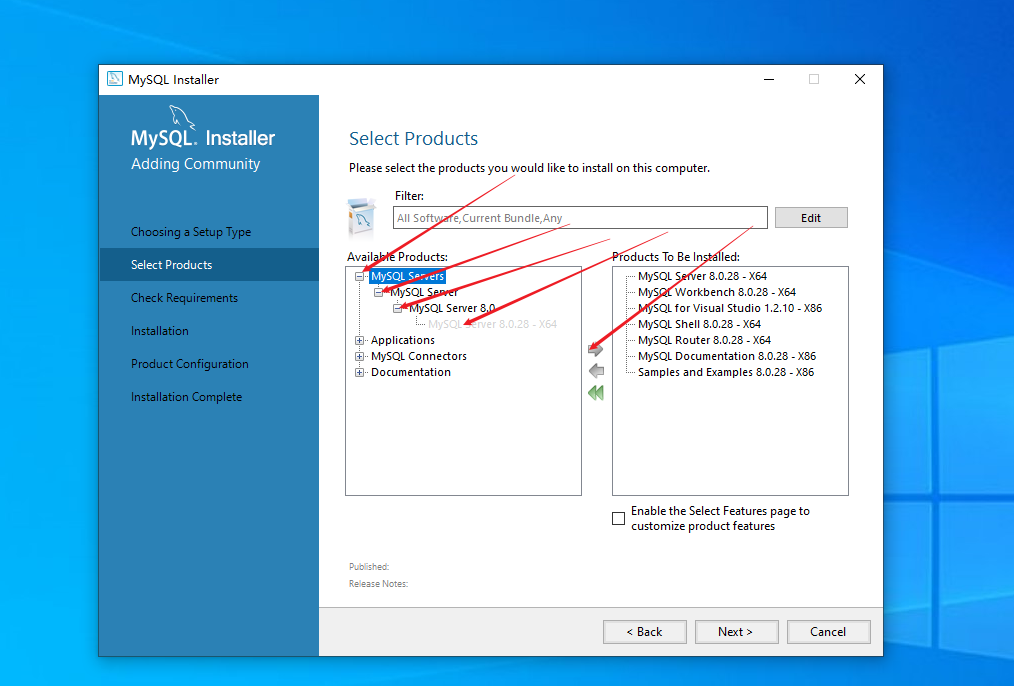 MySQL Installer
MySQL. Installer
Adding Community
Choosing a Setup Type
Select Products
Check Requirements
Installation
Product Configuration
Installation Complete
Select Products
Please select the products you would like to install on this computer.
Filter:
All Software,Current Bundle,Any
Edit
Available Products:
MySQL Servers
MySQL Server
MySQL Server 8.0
MySQL Server 8.0.28 - X64
Applications
MySQL Connectors
Documentation
Products To Be Installed:
MySQL Server 8.0.28 - X64
MySQL Workbench 8.0.28 - X64
MySQL for Visual Studio 1.2.10 - X86
MySQL Shell 8.0.28 - X64
MySQL Router 8.0.28 - X64
MySQL Documentation 8.0.28 - X86
Samples and Examples 8.0.28 - X86
Enable the Select Features page to
customize product features
Published:
Release Notes:
< Back
Next >
Cancel